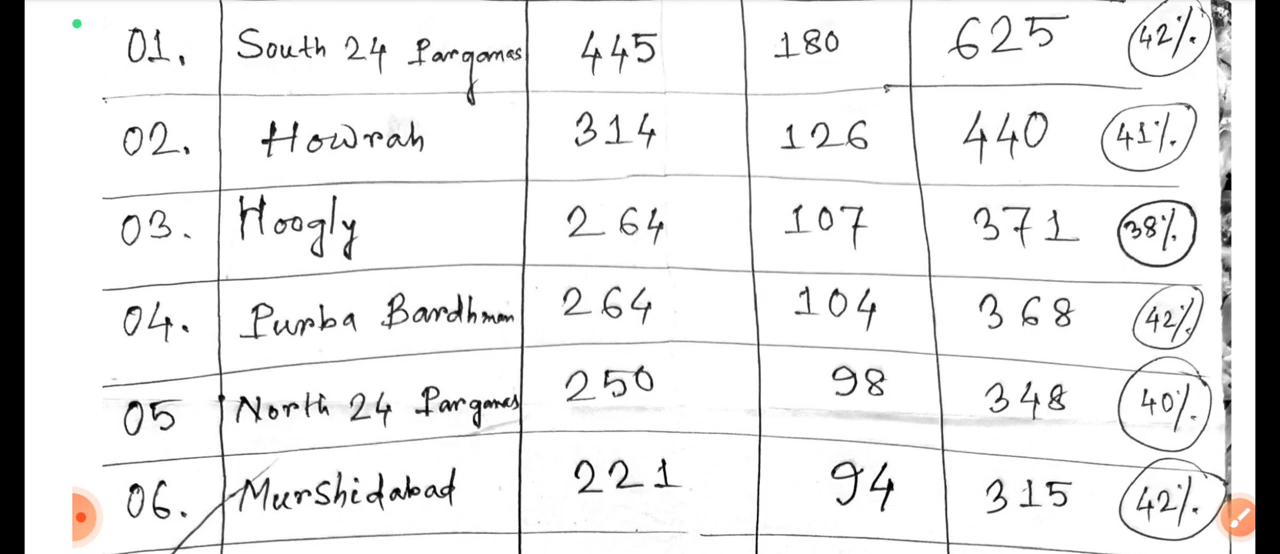 01. South 24 Parganas 445 180 625 42%
02. Howrah 314 126 440 41%
03. Hoogly 264 107 371 38%
04. Purba Bardhman 264 104 368 42%
05 North 24 Parganas 250 98 348 40%
06. Murshidabad 221 94 315 42%